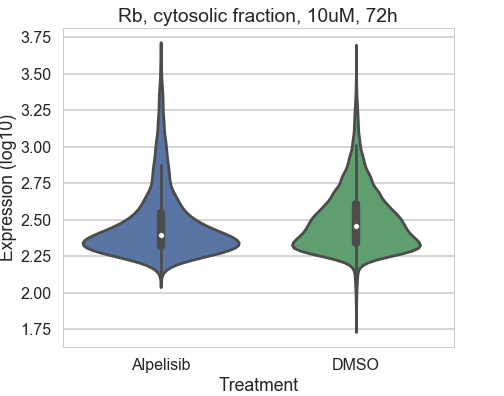 Rb, cytosolic fraction, 10uM, 72h
Expression (log10)
3.75
3.50
3.25
3.00
2.75
2.50
2.25
2.00
1.75
Alpelisib
DMSO
Treatment